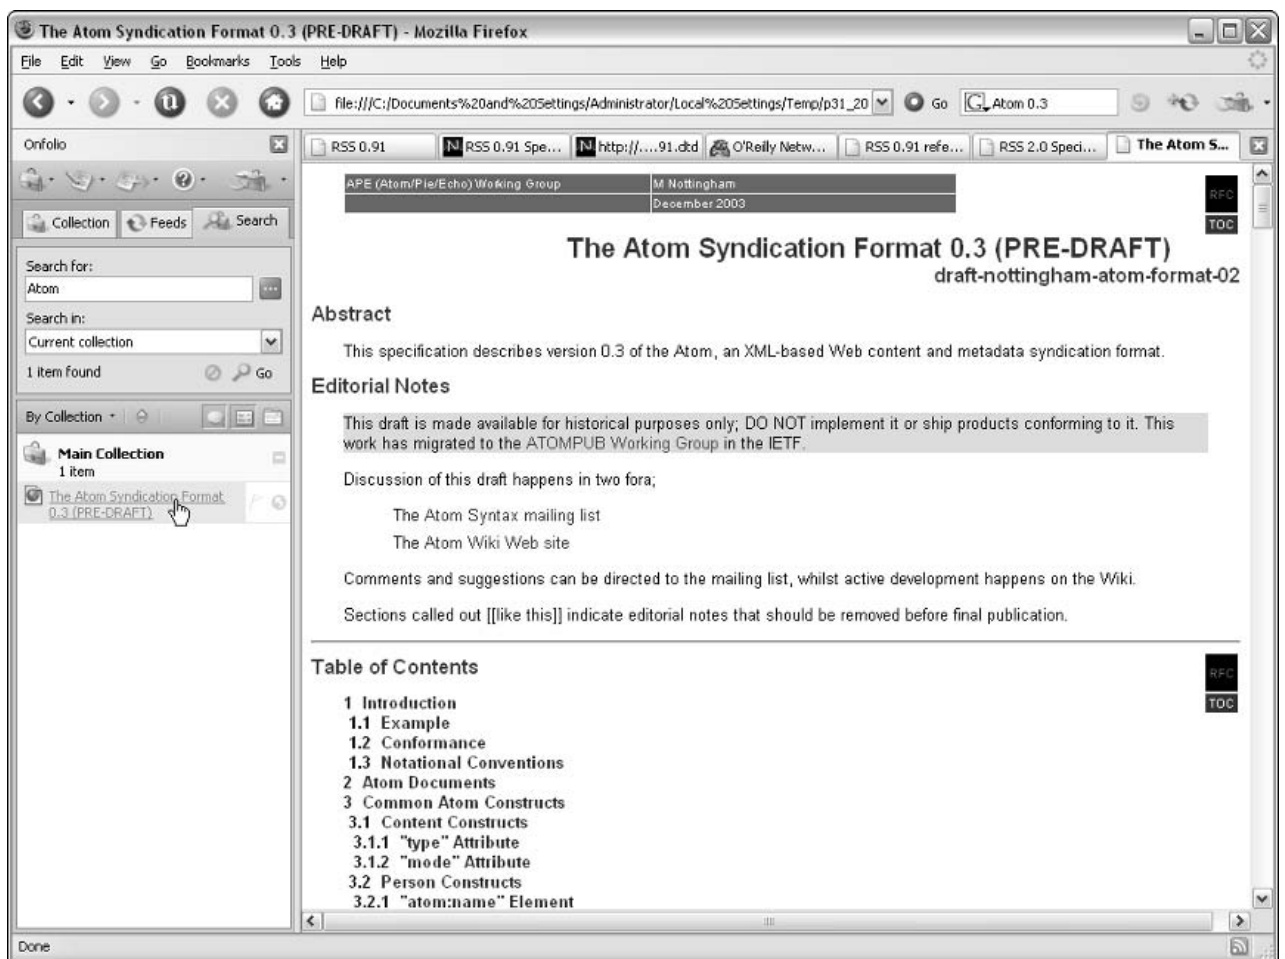 The Atom Syndication Format 0.3 (PRE-DRAFT) - Mozilla Firefox
File Edit View Go Bookmarks Tools Help
file:///C:/Documents%20and%20Settings/Administrator/Local%20Settings/Temp/p31_20 Go G Atom 0.3
Onfolio
RSS 0.91 N RSS 0.91 Spe... N http://....91.dtd O'Reilly Netw... RSS 0.91 refe... RSS 2.0 Speci... The Atom S...
Collection Feeds Search
Search for:
Atom
Search in:
Current collection
1 item found Go
By Collection
Main Collection
1 item
The Atom Syndication Format
0.3 (PRE-DRAFT)
APE (Atom/Pie/Echo) Working Group M Nottingham
December 2003
RFC
TOC
The Atom Syndication Format 0.3 (PRE-DRAFT)
draft-nottingham-atom-format-02
Abstract
This specification describes version 0.3 of the Atom, an XML-based Web content and metadata syndication format.
Editorial Notes
This draft is made available for historical purposes only; DO NOT implement it or ship products conforming to it. This
work has migrated to the ATOMPUB Working Group in the IETF.
Discussion of this draft happens in two fora;
The Atom Syntax mailing list
The Atom Wiki Web site
Comments and suggestions can be directed to the mailing list, whilst active development happens on the Wiki.
Sections called out [[like this]] indicate editorial notes that should be removed before final publication.
Table of Contents
RFC
TOC
1 Introduction
1.1 Example
1.2 Conformance
1.3 Notational Conventions
2 Atom Documents
3 Common Atom Constructs
3.1 Content Constructs
3.1.1 "type" Attribute
3.1.2 "mode" Attribute
3.2 Person Constructs
3.2.1 "atom:name" Element
Done